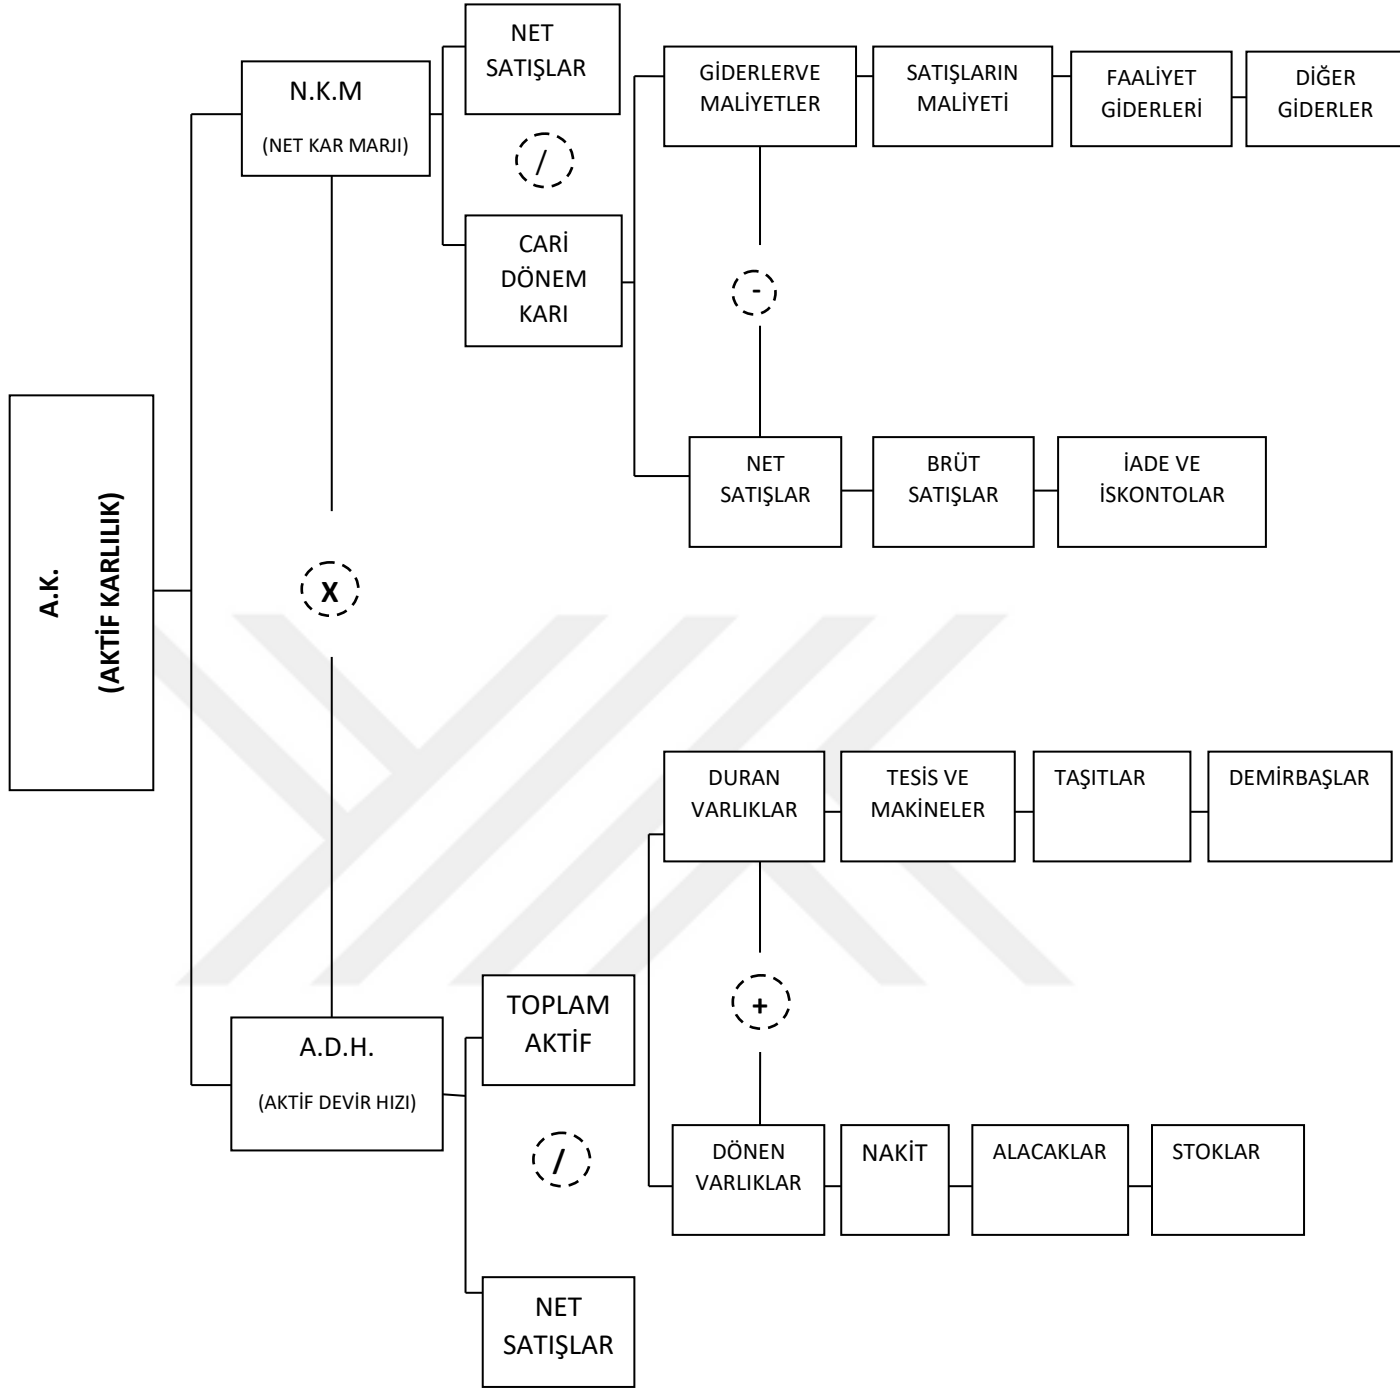 NET
SATIŞLAR
N.K.M
(NET KAR MARJI)
/
GİDERLERVE
MALİYETLER
SATIŞLARIN
MALİYETİ
FAALİYET
GİDERLERİ
DİĞER
GİDERLER
CARİ
DÖNEM
KARI
-
NET
SATIŞLAR
BRÜT
SATIŞLAR
İADE VE
İSKONTOLAR
A.K.
(AKTİF KARLILIK)
X
DURAN
VARLIKLAR
TESİS VE
MAKİNELER
TAŞITLAR
DEMİRBAŞLAR
+
TOPLAM
AKTİF
A.D.H.
(AKTİF DEVİR HIZI)
/
DÖNEN
VARLIKLAR
NAKİT
ALACAKLAR
STOKLAR
NET
SATIŞLAR